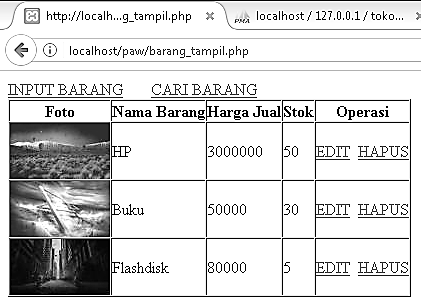 http://localh...g_tampil.php × localhost / 127.0.0.1 / toko...
localhost/paw/barang_tampil.php
INPUT BARANG CARI BARANG
Foto Nama Barang Harga Jual Stok Operasi
HP 3000000 50 EDIT HAPUS
Buku 50000 30 EDIT HAPUS
Flashdisk 80000 5 EDIT HAPUS